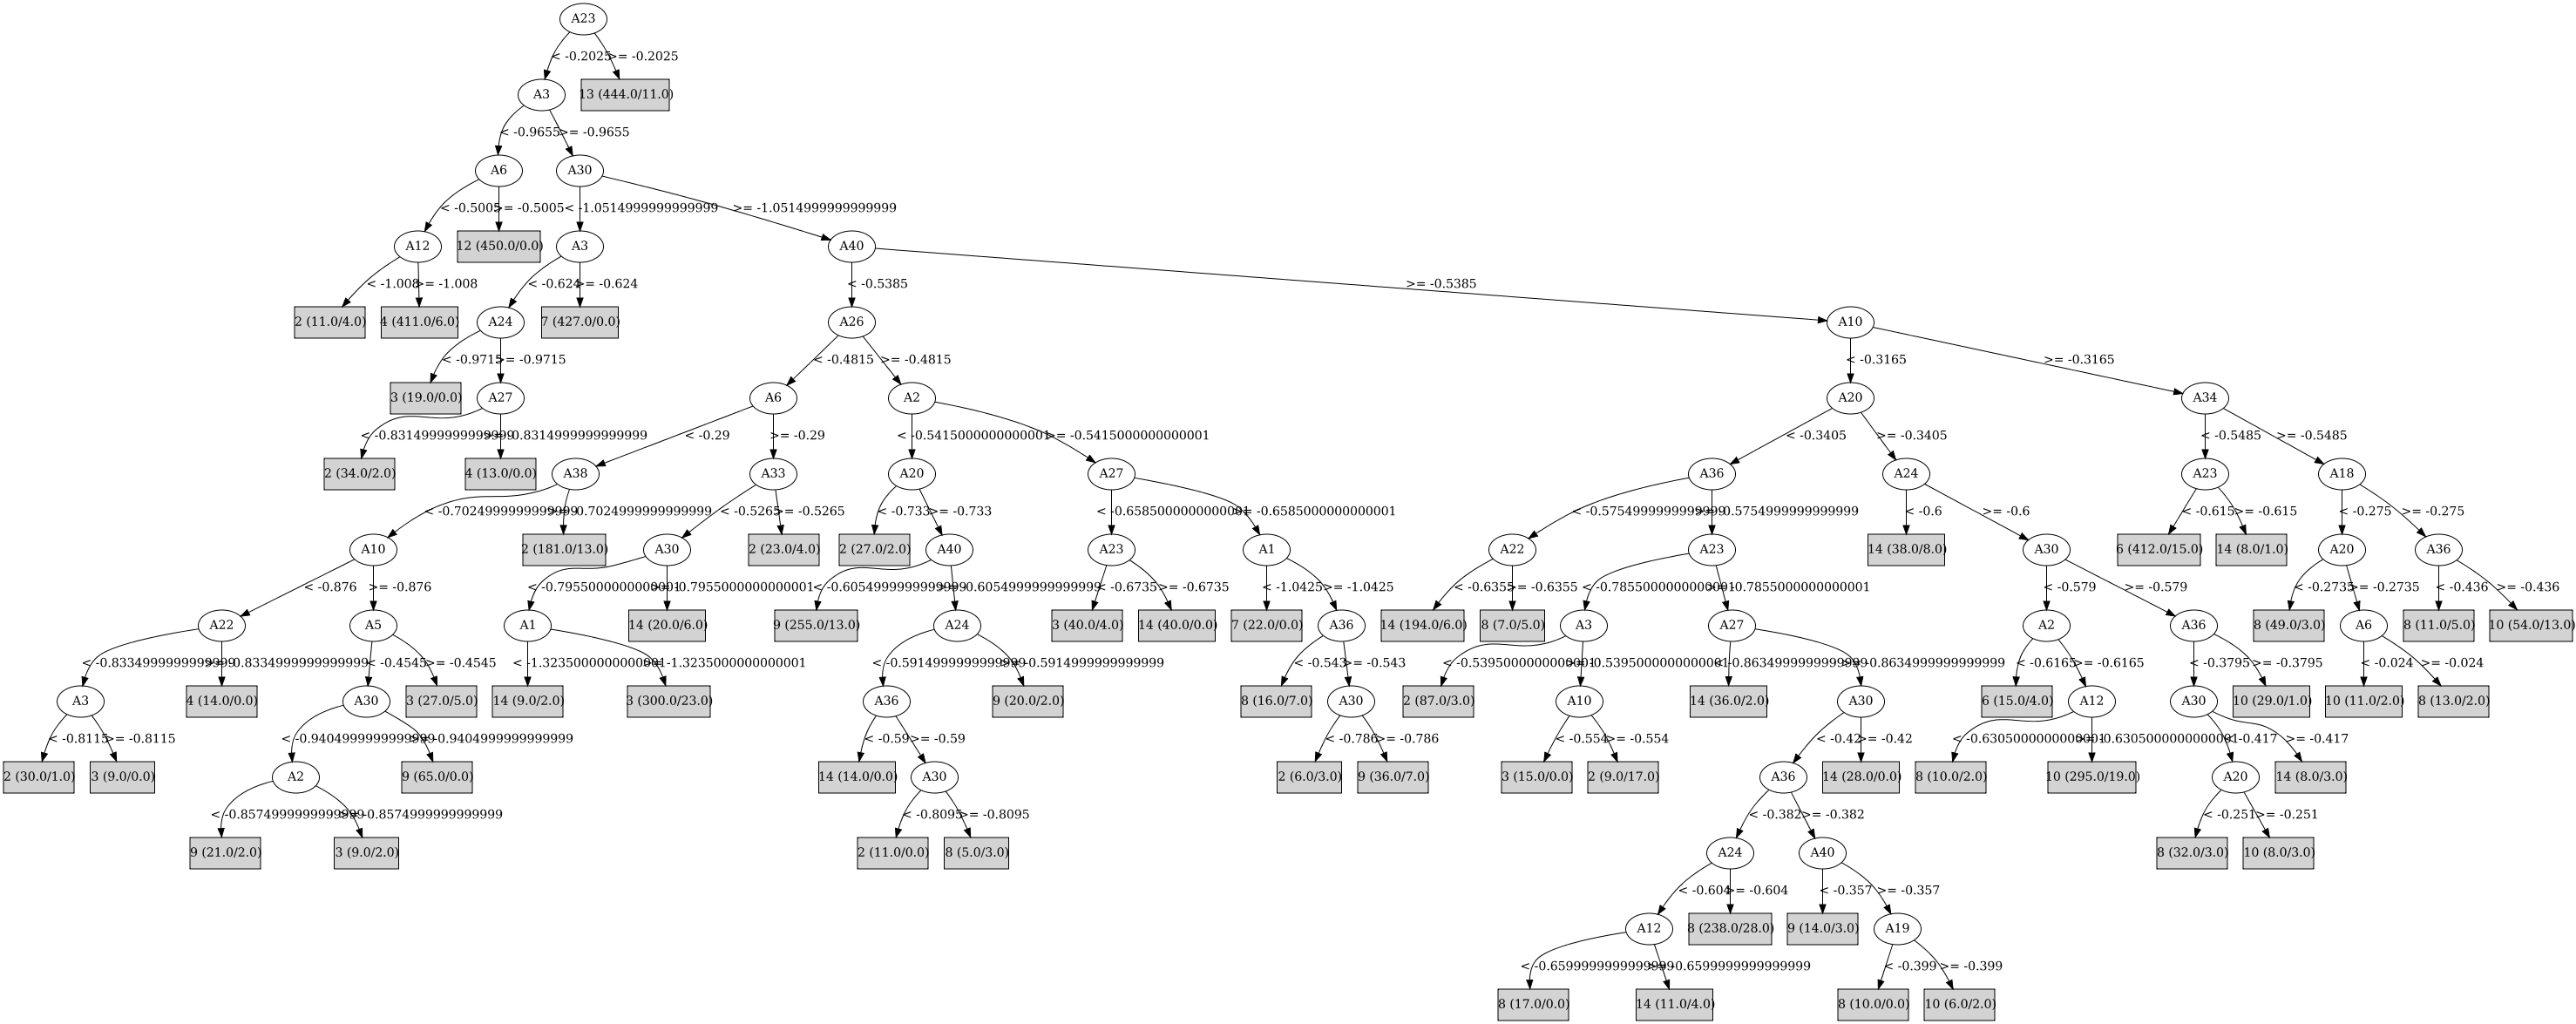 A23
< -0.2025 >= -0.2025
A3 13 (444.0/11.0)
< -0.9655 >= -0.9655
A6 A30
< -0.5005 >= -0.5005 < -1.0514999999999999 >= -1.0514999999999999
A12 12 (450.0/0.0) A3 A40
< -1.008 >= -1.008 < -0.624 >= -0.624 < -0.5385 >= -0.5385
2 (11.0/4.0) 4 (411.0/6.0) A24 7 (427.0/0.0) A26 A10
< -0.9715 >= -0.9715 < -0.4815 >= -0.4815 < -0.3165 >= -0.3165
3 (19.0/0.0) A27 A6 A2 A20 A34
< -0.8314999999999999 >= -0.8314999999999999 < -0.29 >= -0.29 < -0.5415000000000001 >= -0.5415000000000001 < -0.3405 >= -0.3405 < -0.5485 >= -0.5485
2 (34.0/2.0) 4 (13.0/0.0) A38 A33 A20 A27 A36 A24 A23 A18
< -0.7024999999999999 >= -0.7024999999999999 < -0.5265 >= -0.5265 < -0.733 >= -0.733 < -0.6585000000000001 >= -0.6585000000000001 < -0.5754999999999999 >= -0.5754999999999999 < -0.6 >= -0.6 < -0.615 >= -0.615 < -0.275 >= -0.275
A10 2 (181.0/13.0) A30 2 (23.0/4.0) 2 (27.0/2.0) A40 A23 A1 A22 A23 14 (38.0/8.0) A30 6 (412.0/15.0) 14 (8.0/1.0) A20 A36
< -0.876 >= -0.876 < -0.7955000000000001 >= -0.7955000000000001 < -0.6054999999999999 >= -0.6054999999999999 < -0.6735 >= -0.6735 < -1.0425 >= -1.0425 < -0.6355 >= -0.6355 < -0.7855000000000001 >= -0.7855000000000001 < -0.579 >= -0.579 < -0.2735 >= -0.2735 < -0.436 >= -0.436
A22 A5 A1 14 (20.0/6.0) 9 (255.0/13.0) A24 3 (40.0/4.0) 14 (40.0/0.0) 7 (22.0/0.0) A36 14 (194.0/6.0) 8 (7.0/5.0) A3 A27 A2 A36 8 (49.0/3.0) A6 8 (11.0/5.0) 10 (54.0/13.0)
< -0.8334999999999999 >= -0.8334999999999999 < -0.4545 >= -0.4545 < -1.3235000000000001 >= -1.3235000000000001 < -0.5914999999999999 >= -0.5914999999999999 < -0.543 >= -0.543 < -0.5395000000000001 >= -0.5395000000000001 < -0.8634999999999999 >= -0.8634999999999999 < -0.6165 >= -0.6165 < -0.3795 >= -0.3795 < -0.024 >= -0.024
A3 4 (14.0/0.0) A30 3 (27.0/5.0) 14 (9.0/2.0) 3 (300.0/23.0) A36 9 (20.0/2.0) 8 (16.0/7.0) A30 2 (87.0/3.0) A10 14 (36.0/2.0) A30 6 (15.0/4.0) A12 A30 10 (29.0/1.0) 10 (11.0/2.0) 8 (13.0/2.0)
< -0.8115 >= -0.8115 < -0.9404999999999999 >= -0.9404999999999999 < -0.59 >= -0.59 < -0.786 >= -0.786 < -0.554 >= -0.554 < -0.42 >= -0.42 < -0.6305000000000001 >= -0.6305000000000001 < -0.417 >= -0.417
2 (30.0/1.0) 3 (9.0/0.0) A2 9 (65.0/0.0) 14 (14.0/0.0) A30 2 (6.0/3.0) 9 (36.0/7.0) 3 (15.0/0.0) 2 (9.0/17.0) A36 14 (28.0/0.0) 8 (10.0/2.0) 10 (295.0/19.0) A20 14 (8.0/3.0)
< -0.8574999999999999 >= -0.8574999999999999 < -0.8095 >= -0.8095 < -0.382 >= -0.382 < -0.251 >= -0.251
9 (21.0/2.0) 3 (9.0/2.0) 2 (11.0/0.0) 8 (5.0/3.0) A24 A40 8 (32.0/3.0) 10 (8.0/3.0)
< -0.604 >= -0.604 < -0.357 >= -0.357
A12 8 (238.0/28.0) 9 (14.0/3.0) A19
< -0.6599999999999999 >= -0.6599999999999999 < -0.399 >= -0.399
8 (17.0/0.0) 14 (11.0/4.0) 8 (10.0/0.0) 10 (6.0/2.0)